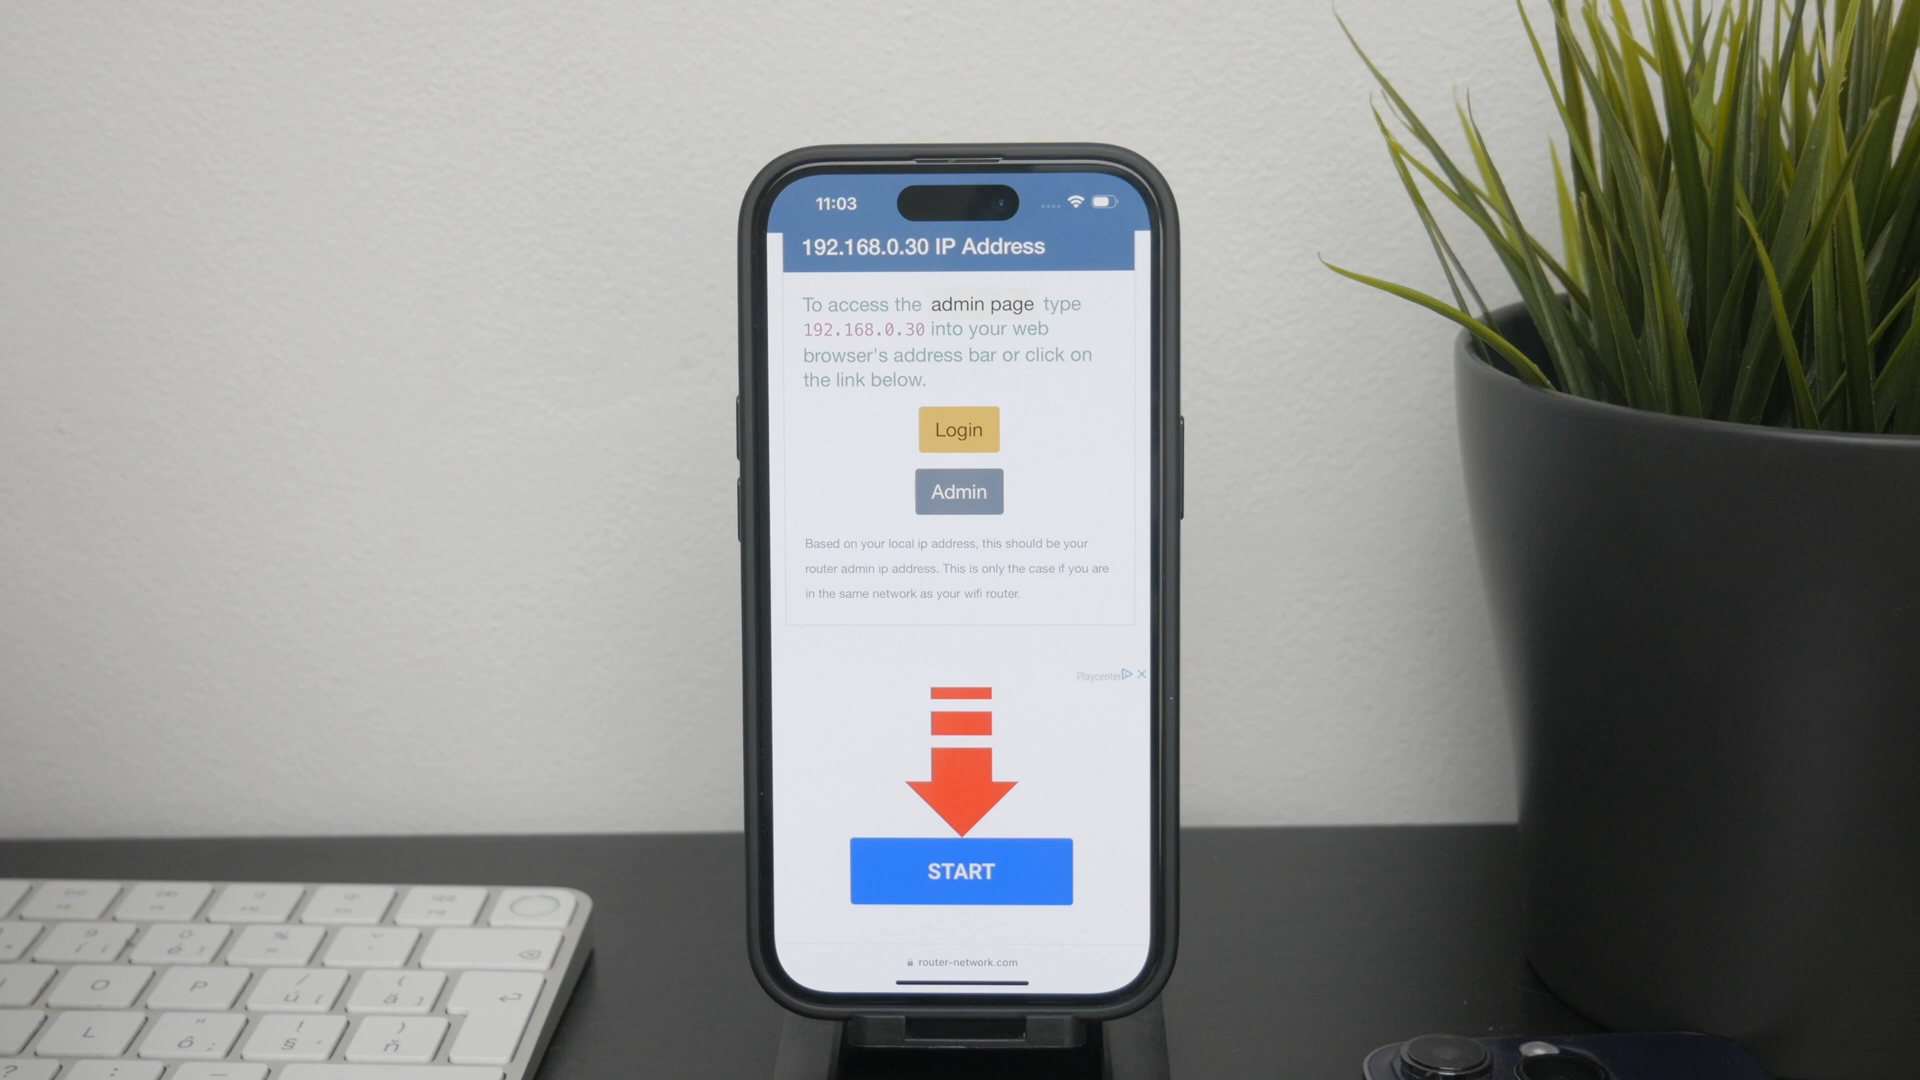 11:03
192.168.0.30 IP Address
To access the admin page type
192.168.0.30 into your web
browser's address bar or click on
the link below.
Login
Admin
Based on your local ip address, this should be your
router admin ip address. This is only the case if you are
in the same network as your wifi router.
Playcenter
START
router-network.com
O
P
ú
ä
L
ô
§
ň